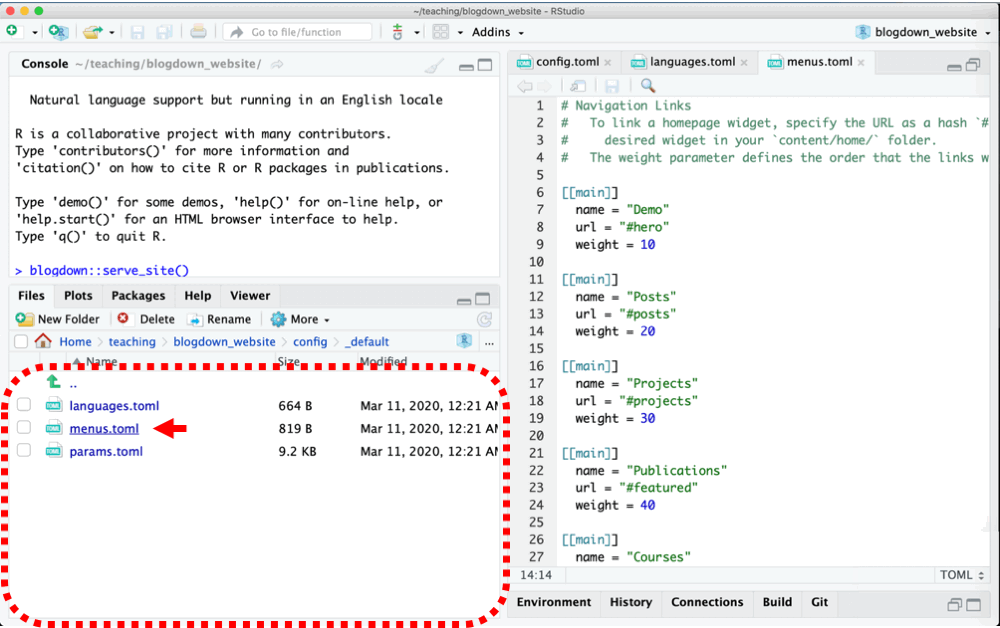 ~/teaching/blogdown_website - RStudio
Go to file/function
Addins
blogdown_website
Console ~/teaching/blogdown_website/
Natural language support but running in an English locale
R is a collaborative project with many contributors.
Type 'contributors()' for more information and
'citation()' on how to cite R or R packages in publications.
Type 'demo()' for some demos, 'help()' for on-line help, or
'help.start()' for an HTML browser interface to help.
Type 'q()' to quit R.
> blogdown::serve_site()
Files Plots Packages Help Viewer
New Folder Delete Rename More
Home teaching blogdown_website config _default ...
Name Size Modified
..
languages.toml 664 B Mar 11, 2020, 12:21 AM
menus.toml 819 B Mar 11, 2020, 12:21 AM
params.toml 9.2 KB Mar 11, 2020, 12:21 AM
config.toml languages.toml menus.toml
1 # Navigation Links
2 #   To link a homepage widget, specify the URL as a hash `#
3 #     desired widget in your `content/home/` folder.
4 #   The weight parameter defines the order that the links w
5
6 [[main]]
7   name = "Demo"
8   url = "#hero"
9   weight = 10
10
11 [[main]]
12   name = "Posts"
13   url = "#posts"
14   weight = 20
15
16 [[main]]
17   name = "Projects"
18   url = "#projects"
19   weight = 30
20
21 [[main]]
22   name = "Publications"
23   url = "#featured"
24   weight = 40
25
26 [[main]]
27   name = "Courses"
14:14 TOML
Environment History Connections Build Git